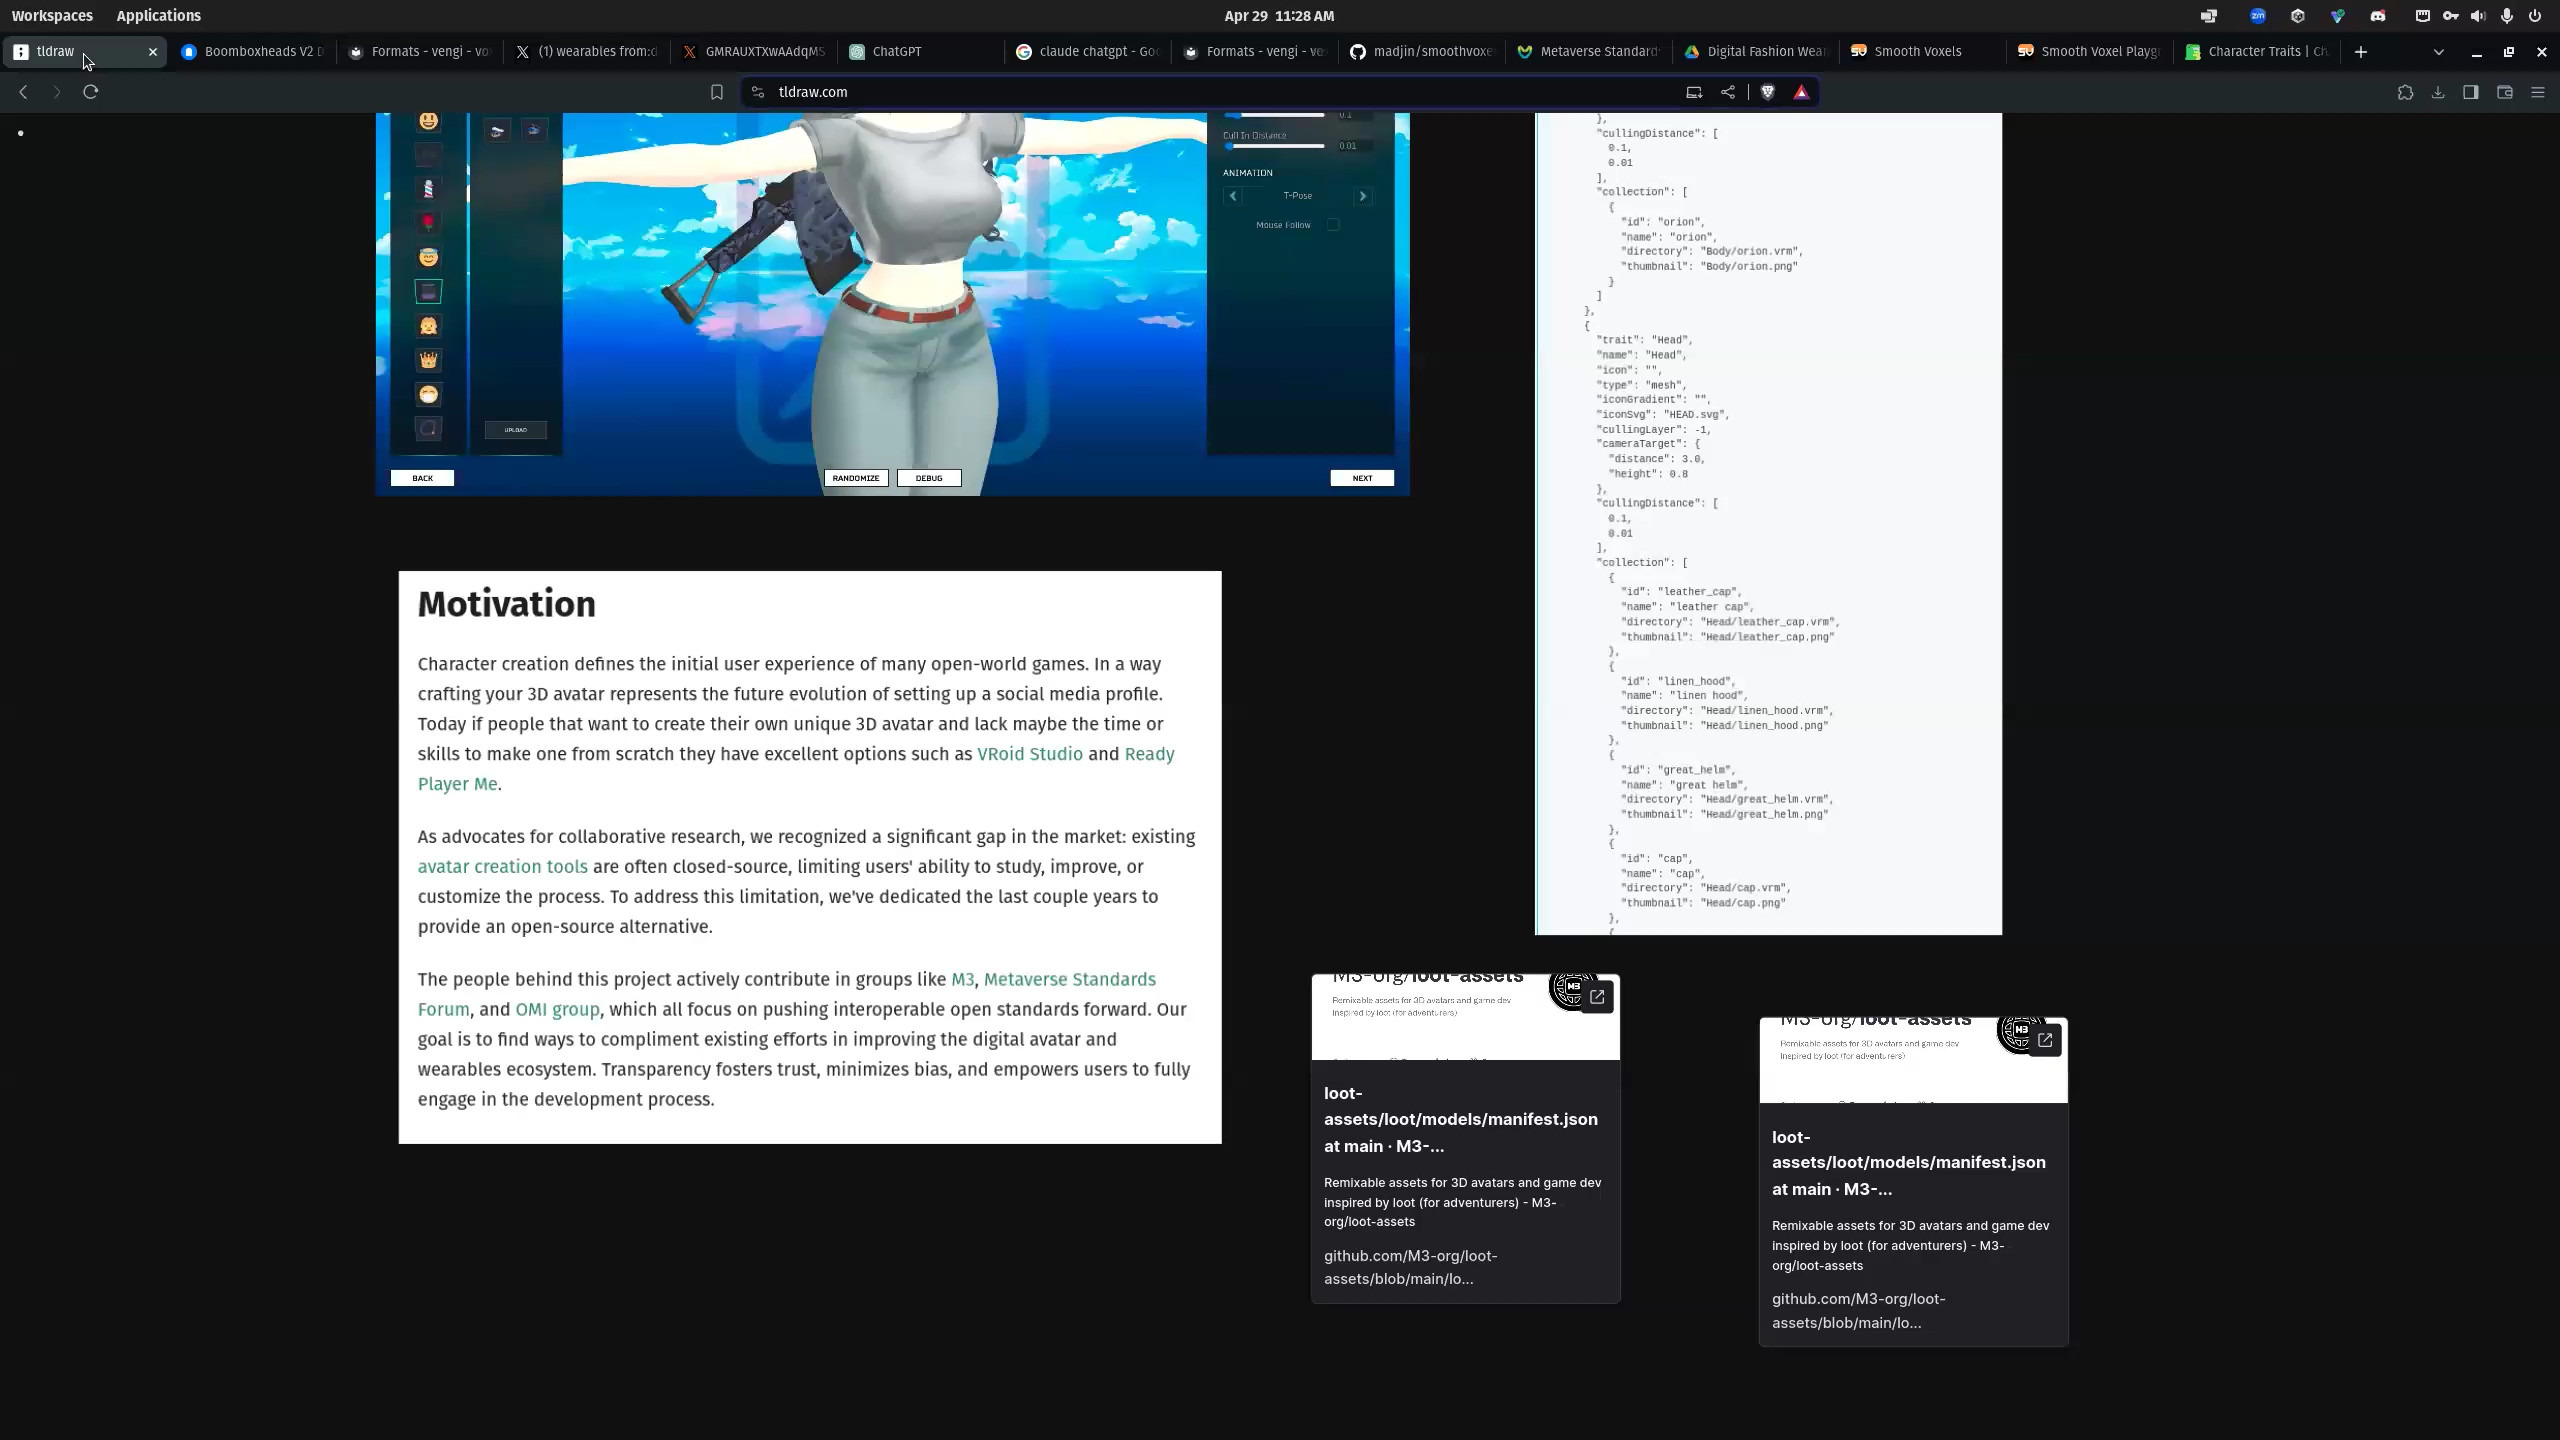 Workspaces
Applications
Apr 29 11:28 AM
tldraw
Boomboxheads V2 D
Formats - vengi - vo
(1) wearables from:d
GMRAUXTXwAAdqMS
ChatGPT
claude chatgpt - Goo
Formats - vengi - ve
madjin/smoothvoxe
Metaverse Standard
Digital Fashion Wear
Smooth Voxels
Smooth Voxel Playgr
Character Traits | Ch
tldraw.com
0.1
Cull In Distance
0.01
ANIMATION
T-Pose
Mouse Follow
UPLOAD
BACK
RANDOMIZE
DEBUG
NEXT
},
"cullingDistance": [
0.1,
0.01
],
"collection": [
{
"id": "orion",
"name": "orion",
"directory": "Body/orion.vrm",
"thumbnail": "Body/orion.png"
}
]
},
{
"trait": "Head",
"name": "Head",
"icon": "",
"type": "mesh",
"iconGradient": "",
"iconSvg": "HEAD.svg",
"cullingLayer": -1,
"cameraTarget": {
"distance": 3.0,
"height": 0.8
},
"cullingDistance": [
0.1,
0.01
],
"collection": [
{
"id": "leather_cap",
"name": "leather cap",
"directory": "Head/leather_cap.vrm",
"thumbnail": "Head/leather_cap.png"
},
{
"id": "linen_hood",
"name": "linen hood",
"directory": "Head/linen_hood.vrm",
"thumbnail": "Head/linen_hood.png"
},
{
"id": "great_helm",
"name": "great helm",
"directory": "Head/great_helm.vrm",
"thumbnail": "Head/great_helm.png"
},
{
"id": "cap",
"name": "cap",
"directory": "Head/cap.vrm",
"thumbnail": "Head/cap.png"
},
{
Motivation
Character creation defines the initial user experience of many open-world games. In a way
crafting your 3D avatar represents the future evolution of setting up a social media profile.
Today if people that want to create their own unique 3D avatar and lack maybe the time or
skills to make one from scratch they have excellent options such as VRoid Studio and Ready
Player Me.
As advocates for collaborative research, we recognized a significant gap in the market: existing
avatar creation tools are often closed-source, limiting users' ability to study, improve, or
customize the process. To address this limitation, we've dedicated the last couple years to
provide an open-source alternative.
The people behind this project actively contribute in groups like M3, Metaverse Standards
Forum, and OMI group, which all focus on pushing interoperable open standards forward. Our
goal is to find ways to compliment existing efforts in improving the digital avatar and
wearables ecosystem. Transparency fosters trust, minimizes bias, and empowers users to fully
engage in the development process.
M3-org/loot-assets
Remixable assets for 3D avatars and game dev
inspired by loot (for adventurers)
M3
loot-
assets/loot/models/manifest.json
at main · M3-...
Remixable assets for 3D avatars and game dev
inspired by loot (for adventurers) - M3-
org/loot-assets
github.com/M3-org/loot-
assets/blob/main/lo...
M3-org/loot-assets
Remixable assets for 3D avatars and game dev
inspired by loot (for adventurers)
M3
loot-
assets/loot/models/manifest.json
at main · M3-...
Remixable assets for 3D avatars and game dev
inspired by loot (for adventurers) - M3-
org/loot-assets
github.com/M3-org/loot-
assets/blob/main/lo...